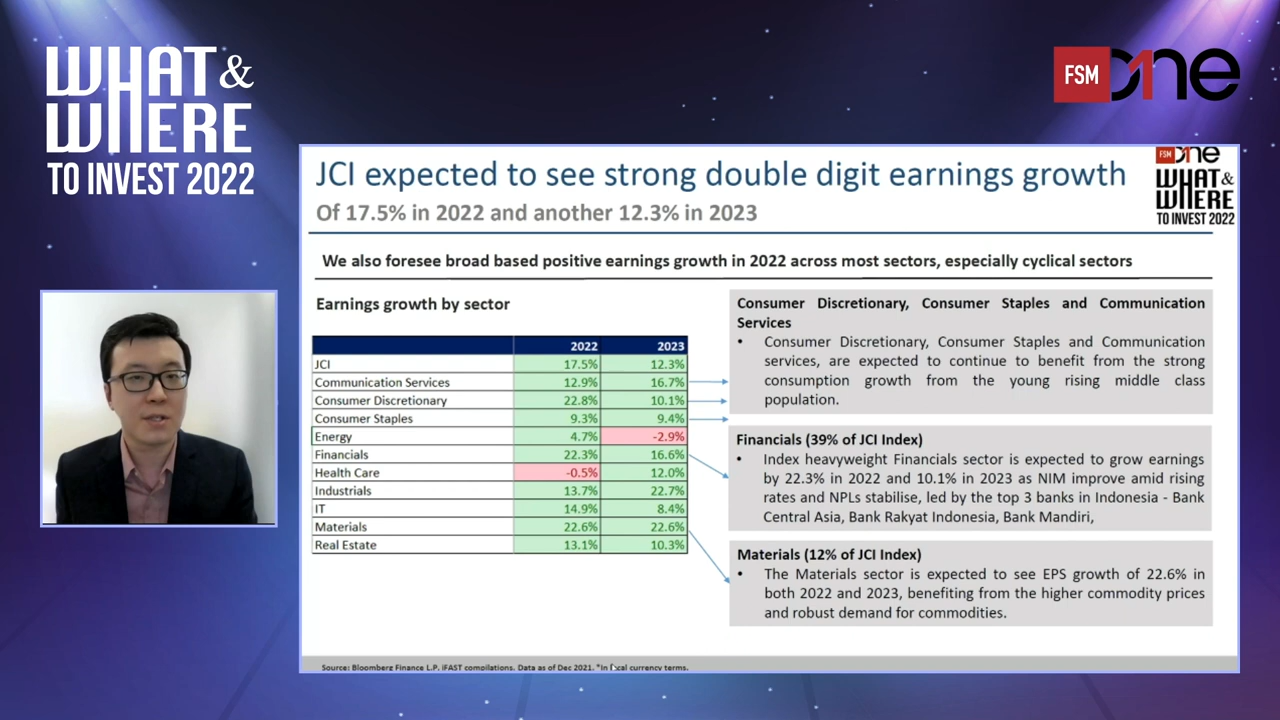 WHAT &
WHERE
TO INVEST 2022
FSM One
JCI expected to see strong double digit earnings growth
Of 17.5% in 2022 and another 12.3% in 2023
FSM One
WHAT &
WHERE
TO INVEST 2022
We also foresee broad based positive earnings growth in 2022 across most sectors, especially cyclical sectors
Earnings growth by sector
2022 2023
JCI 17.5% 12.3%
Communication Services 12.9% 16.7%
Consumer Discretionary 22.8% 10.1%
Consumer Staples 9.3% 9.4%
Energy 4.7% -2.9%
Financials 22.3% 16.6%
Health Care -0.5% 12.0%
Industrials 13.7% 22.7%
IT 14.9% 8.4%
Materials 22.6% 22.6%
Real Estate 13.1% 10.3%
Consumer Discretionary, Consumer Staples and Communication
Services
• Consumer Discretionary, Consumer Staples and Communication
services, are expected to continue to benefit from the strong
consumption growth from the young rising middle class
population.
Financials (39% of JCI Index)
• Index heavyweight Financials sector is expected to grow earnings
by 22.3% in 2022 and 10.1% in 2023 as NIM improve amid rising
rates and NPLs stabilise, led by the top 3 banks in Indonesia - Bank
Central Asia, Bank Rakyat Indonesia, Bank Mandiri,
Materials (12% of JCI Index)
• The Materials sector is expected to see EPS growth of 22.6% in
both 2022 and 2023, benefiting from the higher commodity prices
and robust demand for commodities.
Source: Bloomberg Finance L.P. iFAST compilations. Data as of Dec 2021. *In local currency terms.